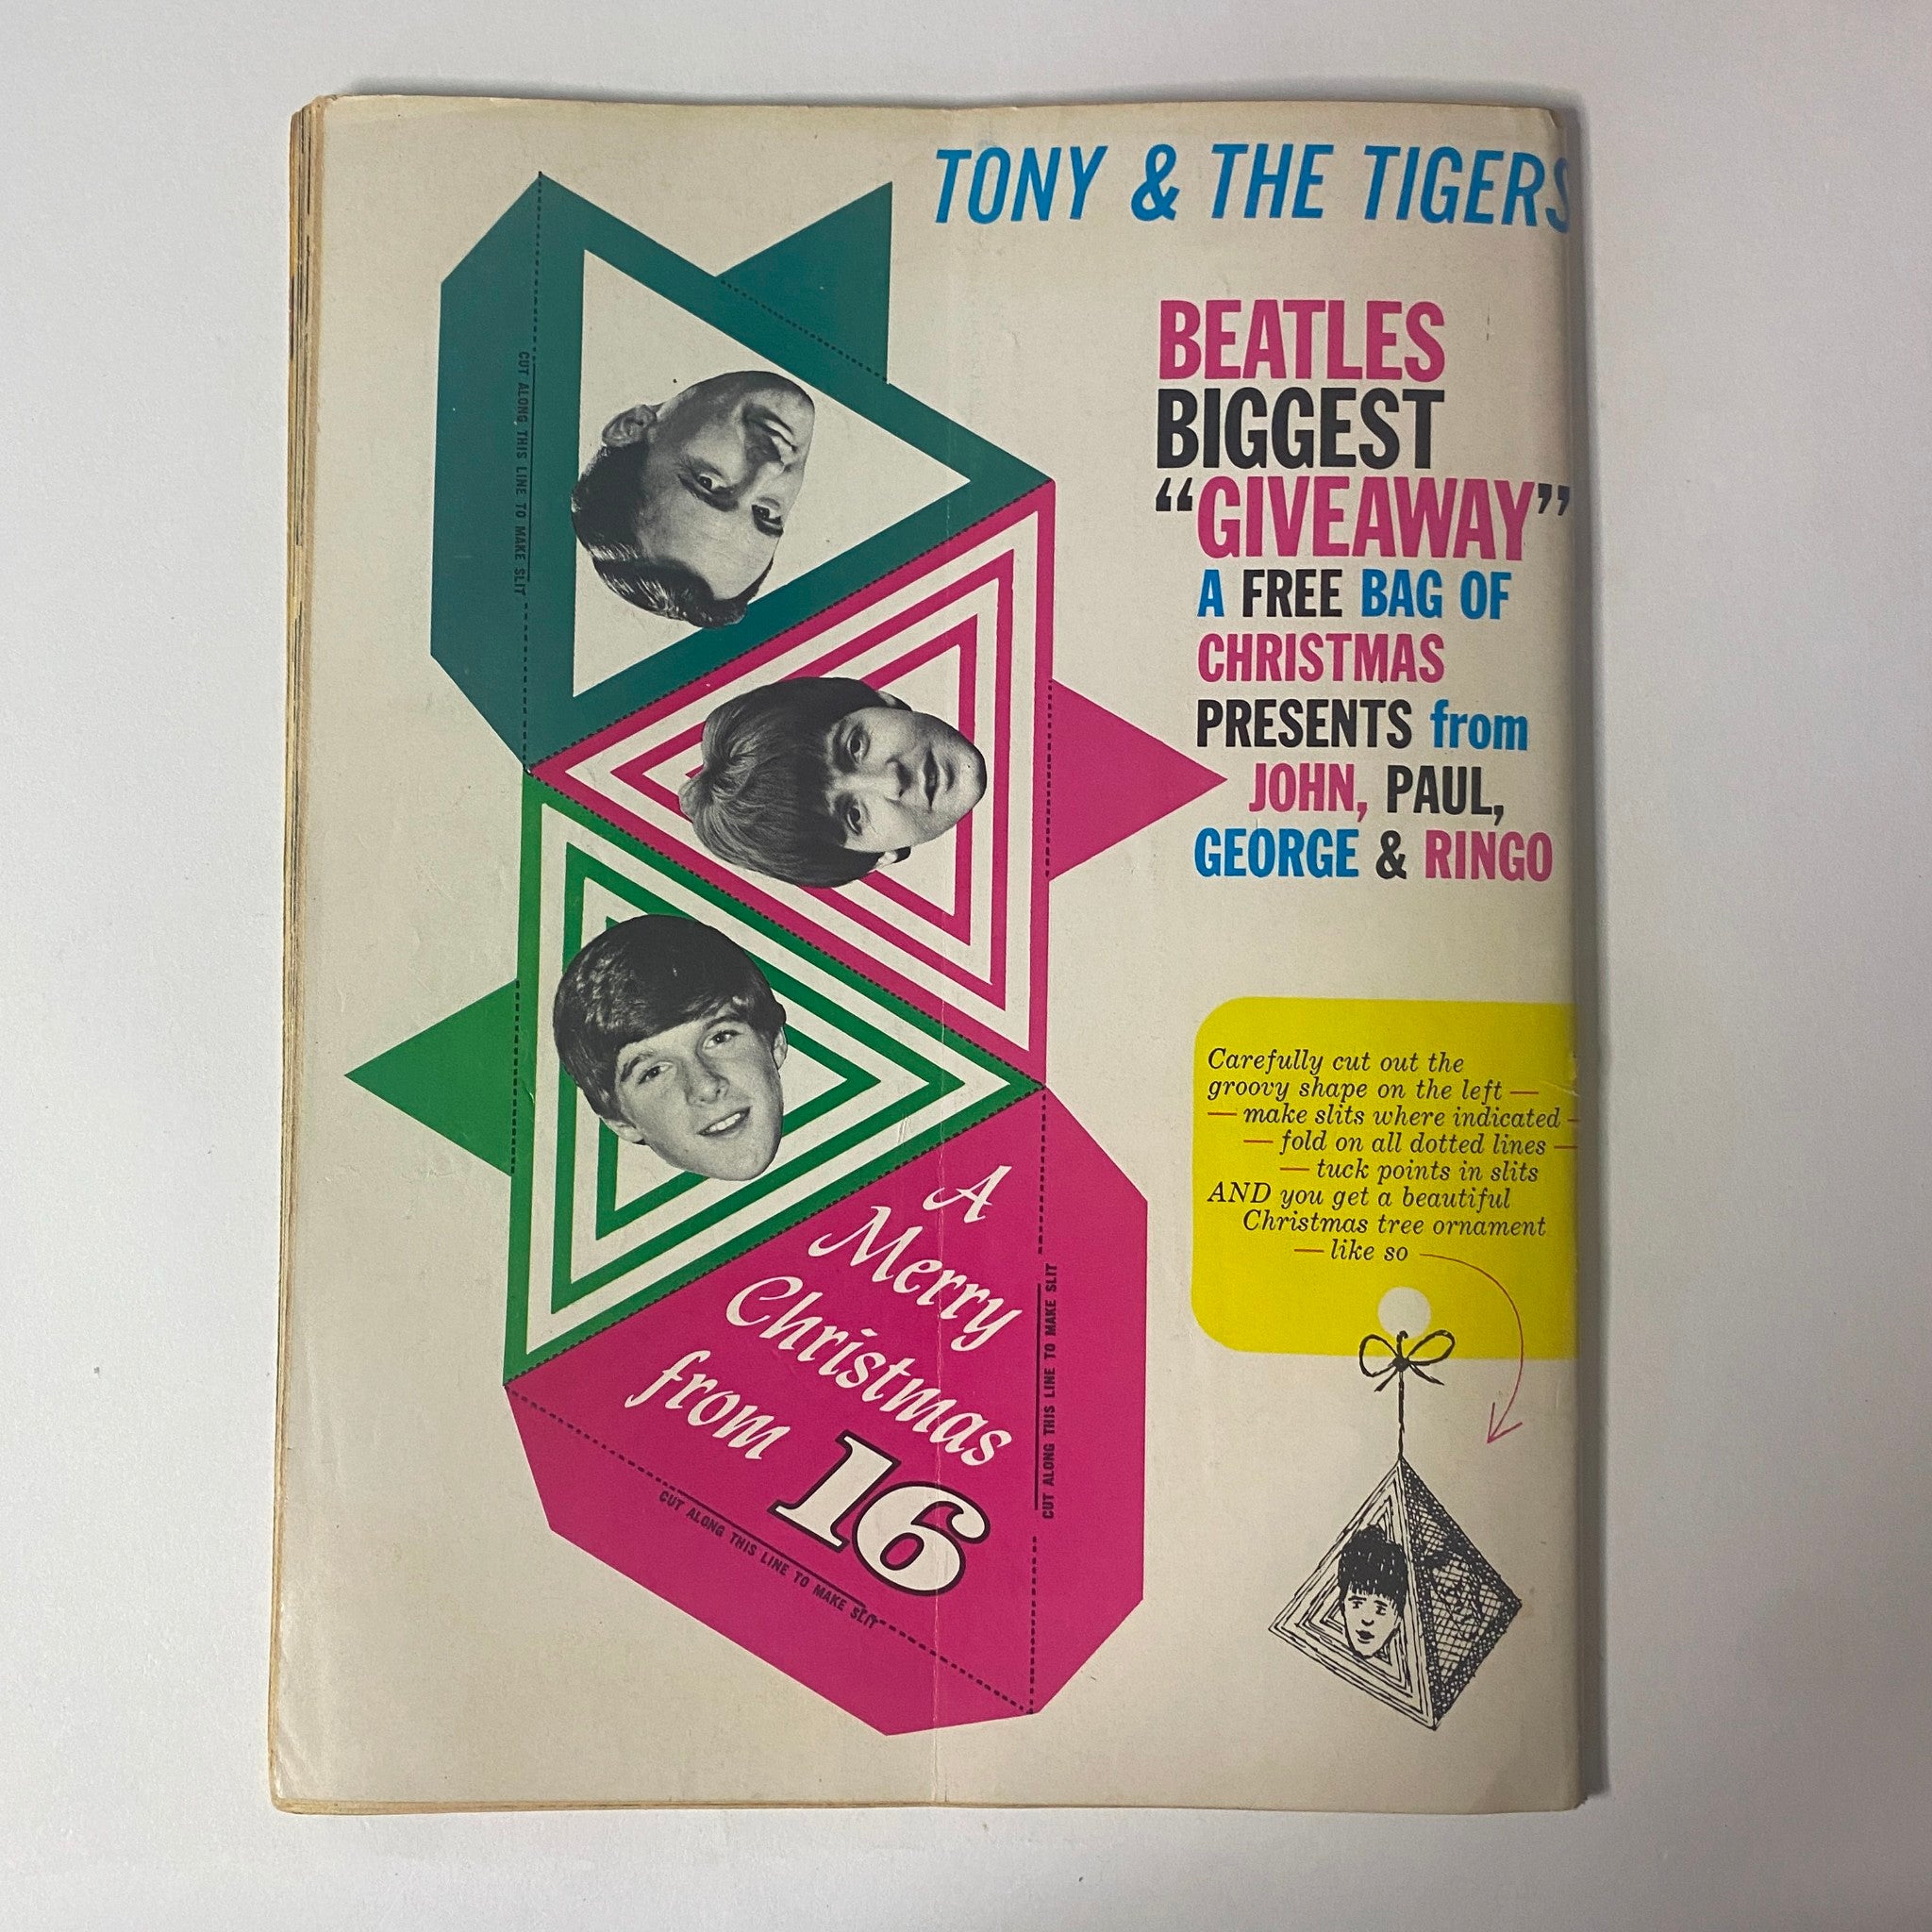 TONY & THE TIGERS
BEATLES
BIGGEST
“GIVEAWAY”
A FREE BAG OF
CHRISTMAS
PRESENTS from
JOHN, PAUL,
GEORGE & RINGO
CUT ALONG THIS LINE TO MAKE SLIT
Carefully cut out the
groovy shape on the left —
— make slits where indicated —
— fold on all dotted lines —
— tuck points in slits
AND you get a beautiful
Christmas tree ornament
— like so —
A
Merry
Christmas
from 16
CUT ALONG THIS LINE TO MAKE SLIT
CUT ALONG THIS LINE TO MAKE SLIT